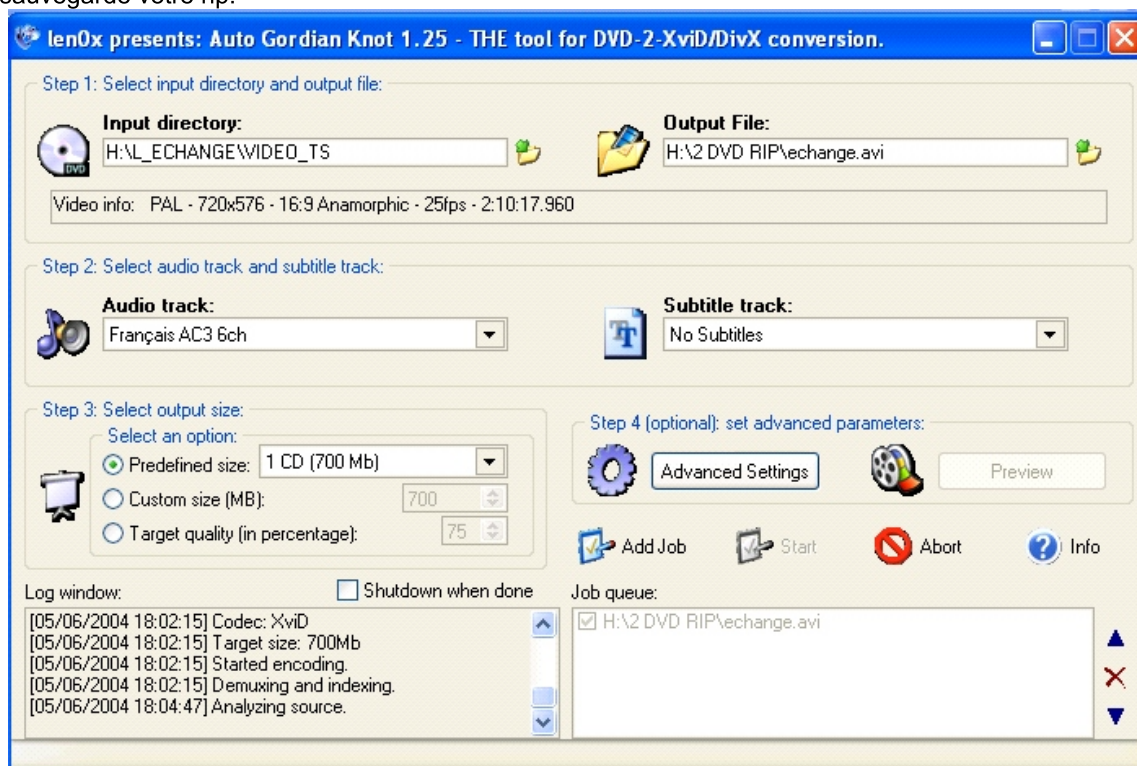 sauvegarde votre rip.
len0x presents: Auto Gordian Knot 1.25 - THE tool for DVD-2-XviD/DivX conversion.
Step 1: Select input directory and output file:
Input directory:
H:\L_ECHANGE\VIDEO_TS
Output File:
H:\2 DVD RIP\echange.avi
DVD
Video info: PAL - 720x576 - 16:9 Anamorphic - 25fps - 2:10:17.960
Step 2: Select audio track and subtitle track:
Audio track:
Français AC3 6ch
Subtitle track:
No Subtitles
Step 3: Select output size:
Select an option:
Predefined size: 1 CD (700 Mb)
Custom size (MB): 700
Target quality (in percentage): 75
Step 4 (optional): set advanced parameters:
Advanced Settings
Preview
Add Job
Start
Abort
Info
Log window:
Shutdown when done
[05/06/2004 18:02:15] Codec: XviD
[05/06/2004 18:02:15] Target size: 700Mb
[05/06/2004 18:02:15] Started encoding.
[05/06/2004 18:02:15] Demuxing and indexing.
[05/06/2004 18:04:47] Analyzing source.
Job queue:
H:\2 DVD RIP\echange.avi